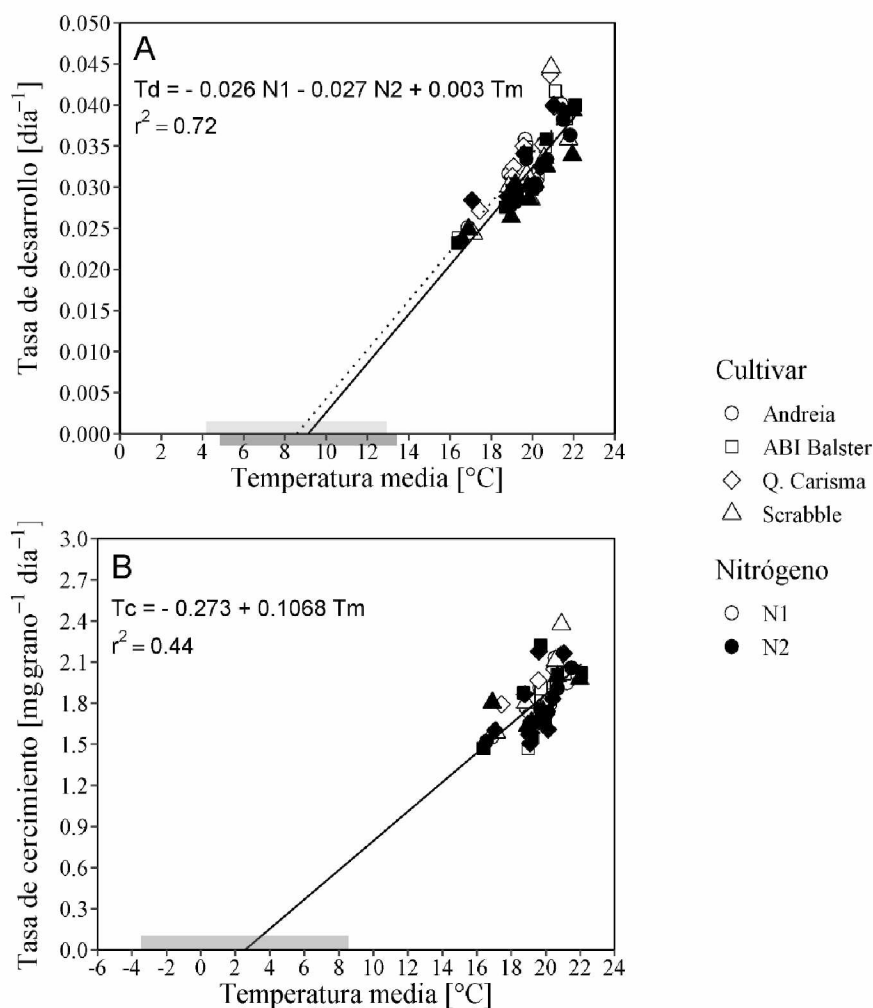 A
Td = - 0.026 N1 - 0.027 N2 + 0.003 Tm
r² = 0.72
Tasa de desarrollo [día⁻¹]
0.050
0.045
0.040
0.035
0.030
0.025
0.020
0.015
0.010
0.005
0.000
0 2 4 6 8 10 12 14 16 18 20 22 24
Temperatura media [°C]
B
Tc = - 0.273 + 0.1068 Tm
r² = 0.44
Tasa de cercimiento [mggrano⁻¹ día⁻¹]
3.0
2.7
2.4
2.1
1.8
1.5
1.2
0.9
0.6
0.3
0.0
-6 -4 -2 0 2 4 6 8 10 12 14 16 18 20 22 24
Temperatura media [°C]
Cultivar
Andreia
ABI Balster
Q. Carisma
Scrabble
Nitrógeno
N1
N2